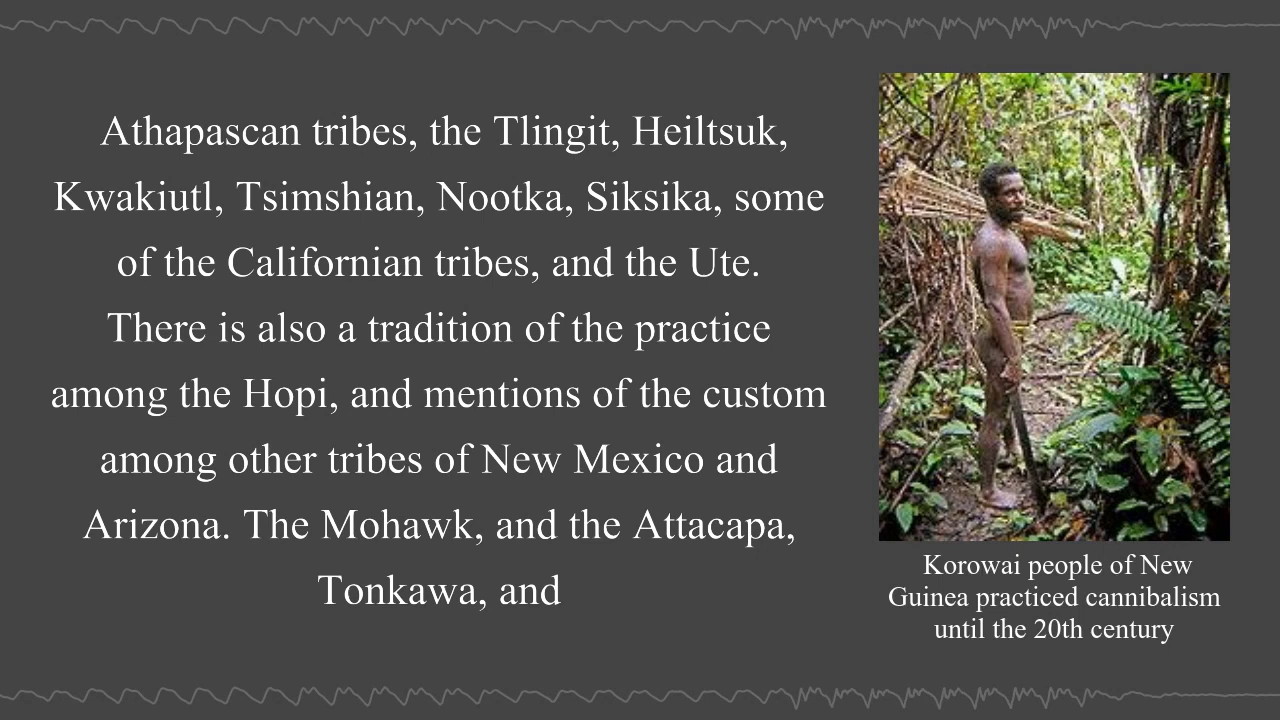 Athapascan tribes, the Tlingit, Heiltsuk,
Kwakiutl, Tsimshian, Nootka, Siksika, some
of the Californian tribes, and the Ute.
There is also a tradition of the practice
among the Hopi, and mentions of the custom
among other tribes of New Mexico and
Arizona. The Mohawk, and the Attacapa,
Tonkawa, and
Korowai people of New
Guinea practiced cannibalism
until the 20th century